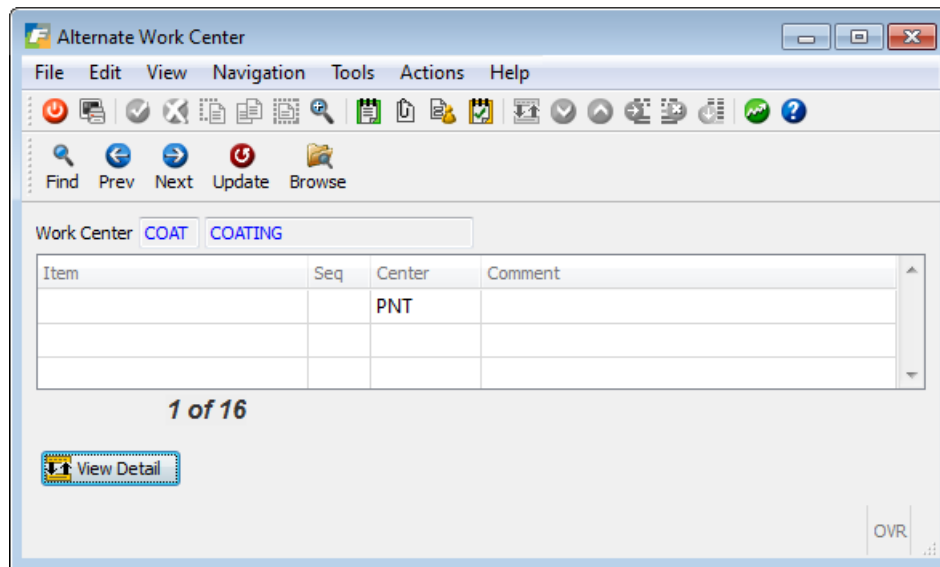 Alternate Work Center
File Edit View Navigation Tools Actions Help
Find Prev Next Update Browse
Work Center COAT COATING
Item Seq Center Comment
PNT
1 of 16
View Detail
OVR